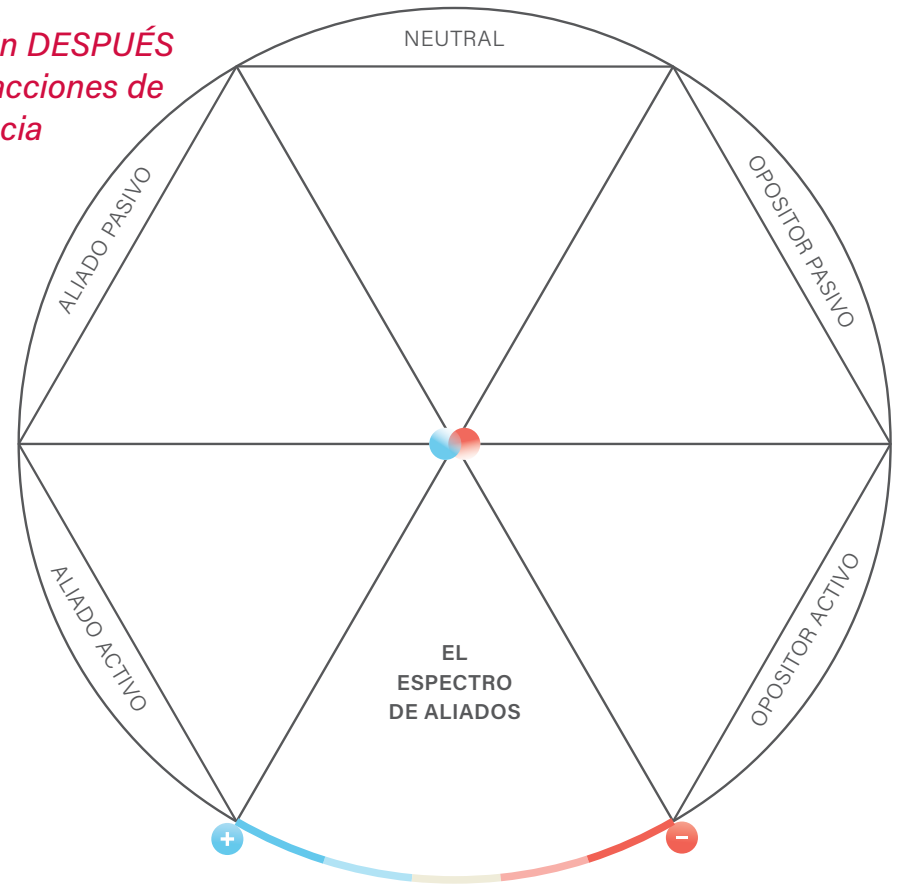 n DESPUÉS
acciones de
cia
NEUTRAL
ALIADO PASIVO
OPOSITOR PASIVO
ALIADO ACTIVO
OPOSITOR ACTIVO
EL
ESPECTRO
DE ALIADOS
+
−